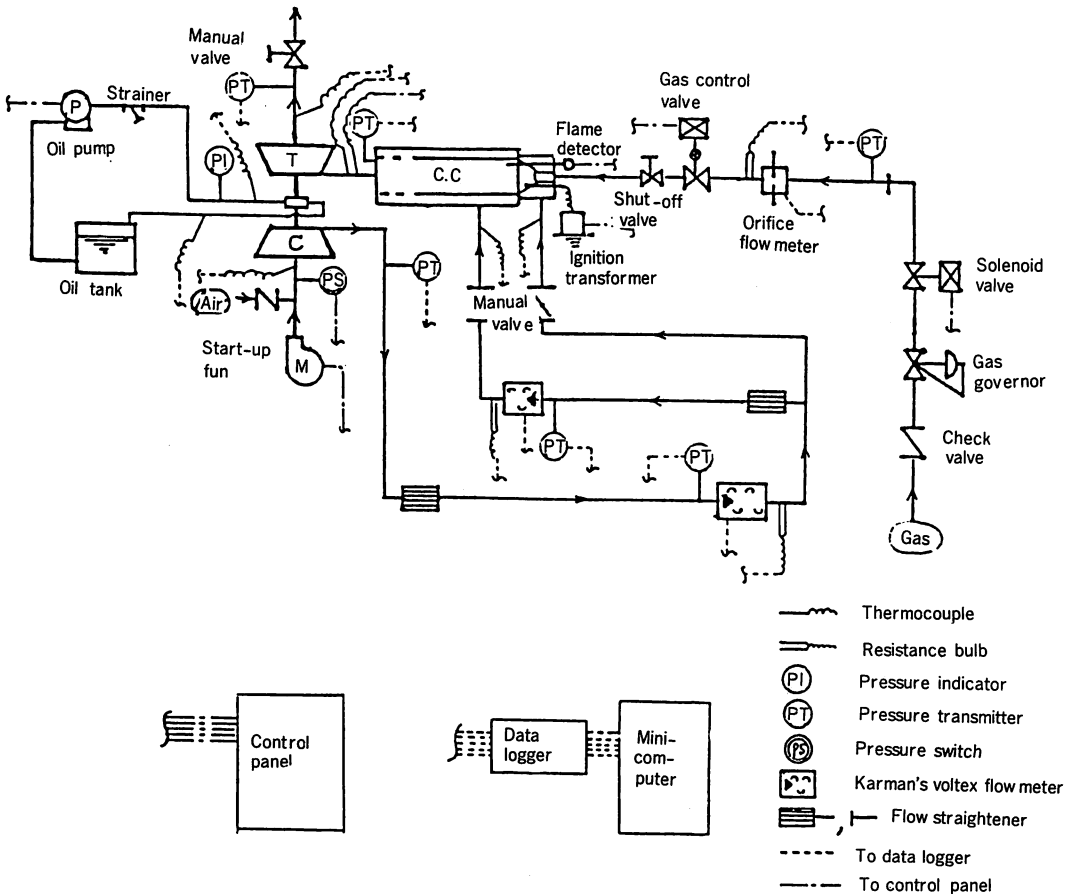 Manual
valve
PT
Strainer
P
Oil pump
PI
T
PT
C.C
Flame
detector
Gas control
valve
PT
Shut-off
valve
Orifice
flow meter
Ignition
transformer
Oil tank
C
PT
PS
Air
Manual
valve
Start-up
fun
M
Solenoid
valve
Gas
governor
Check
valve
PT
PT
Gas
Thermocouple
Resistance bulb
PI Pressure indicator
PT Pressure transmitter
PS Pressure switch
Karman's voltex flow meter
, Flow straightener
To data logger
To control panel
Control
panel
Data
logger
Mini-
com-
puter